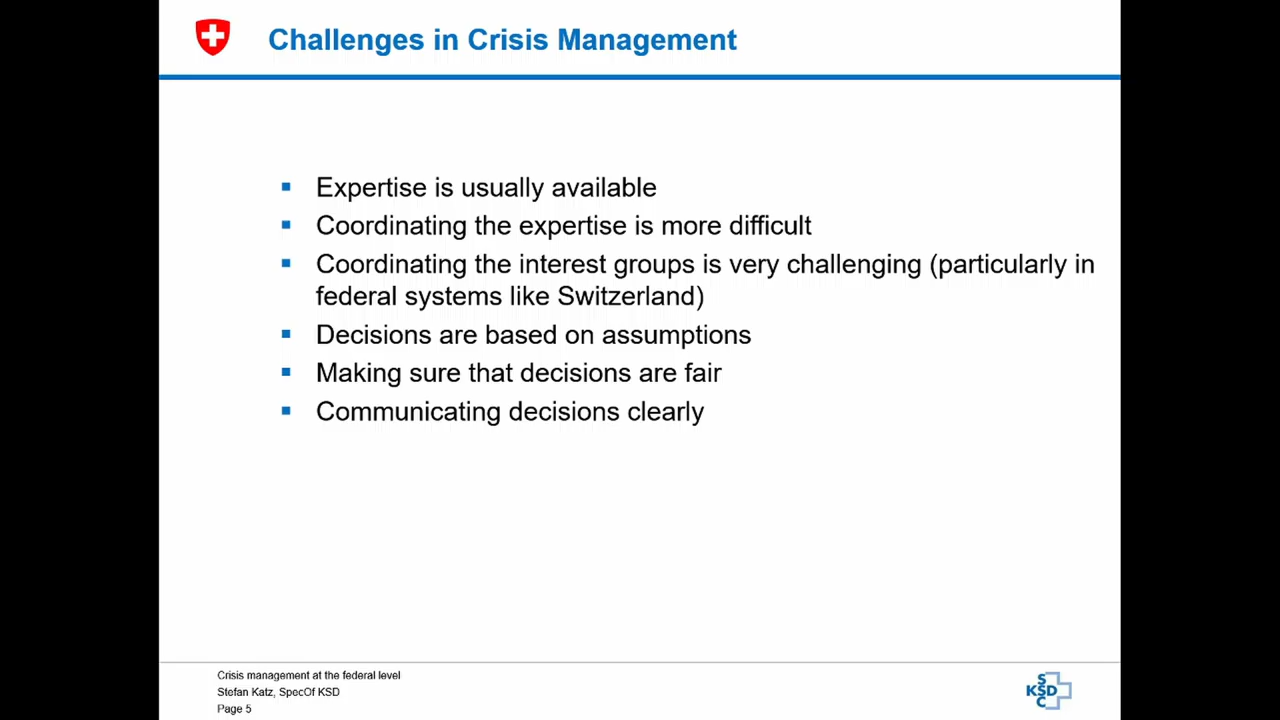 Challenges in Crisis Management
Expertise is usually available
Coordinating the expertise is more difficult
Coordinating the interest groups is very challenging (particularly in
federal systems like Switzerland)
Decisions are based on assumptions
Making sure that decisions are fair
Communicating decisions clearly
Crisis management at the federal level
Stefan Katz, SpecOf KSD
Page 5
S
KSD
C